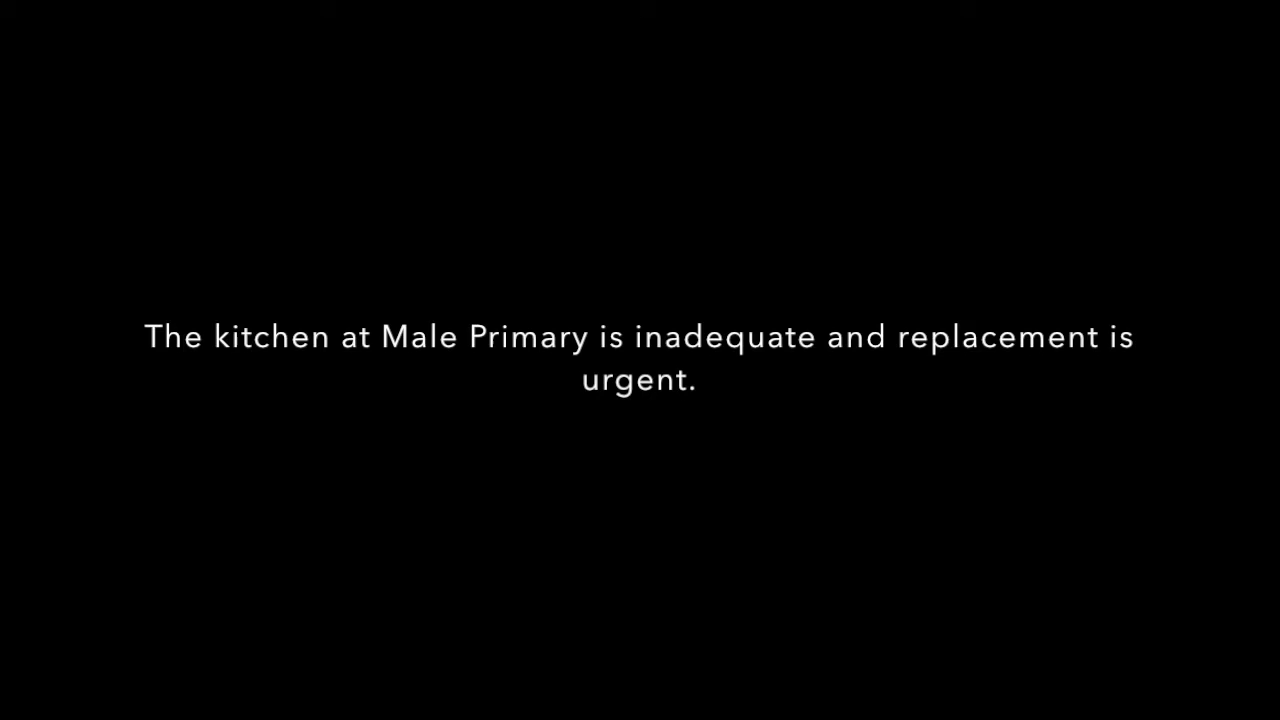 The kitchen at Male Primary is inadequate and replacement is
urgent.